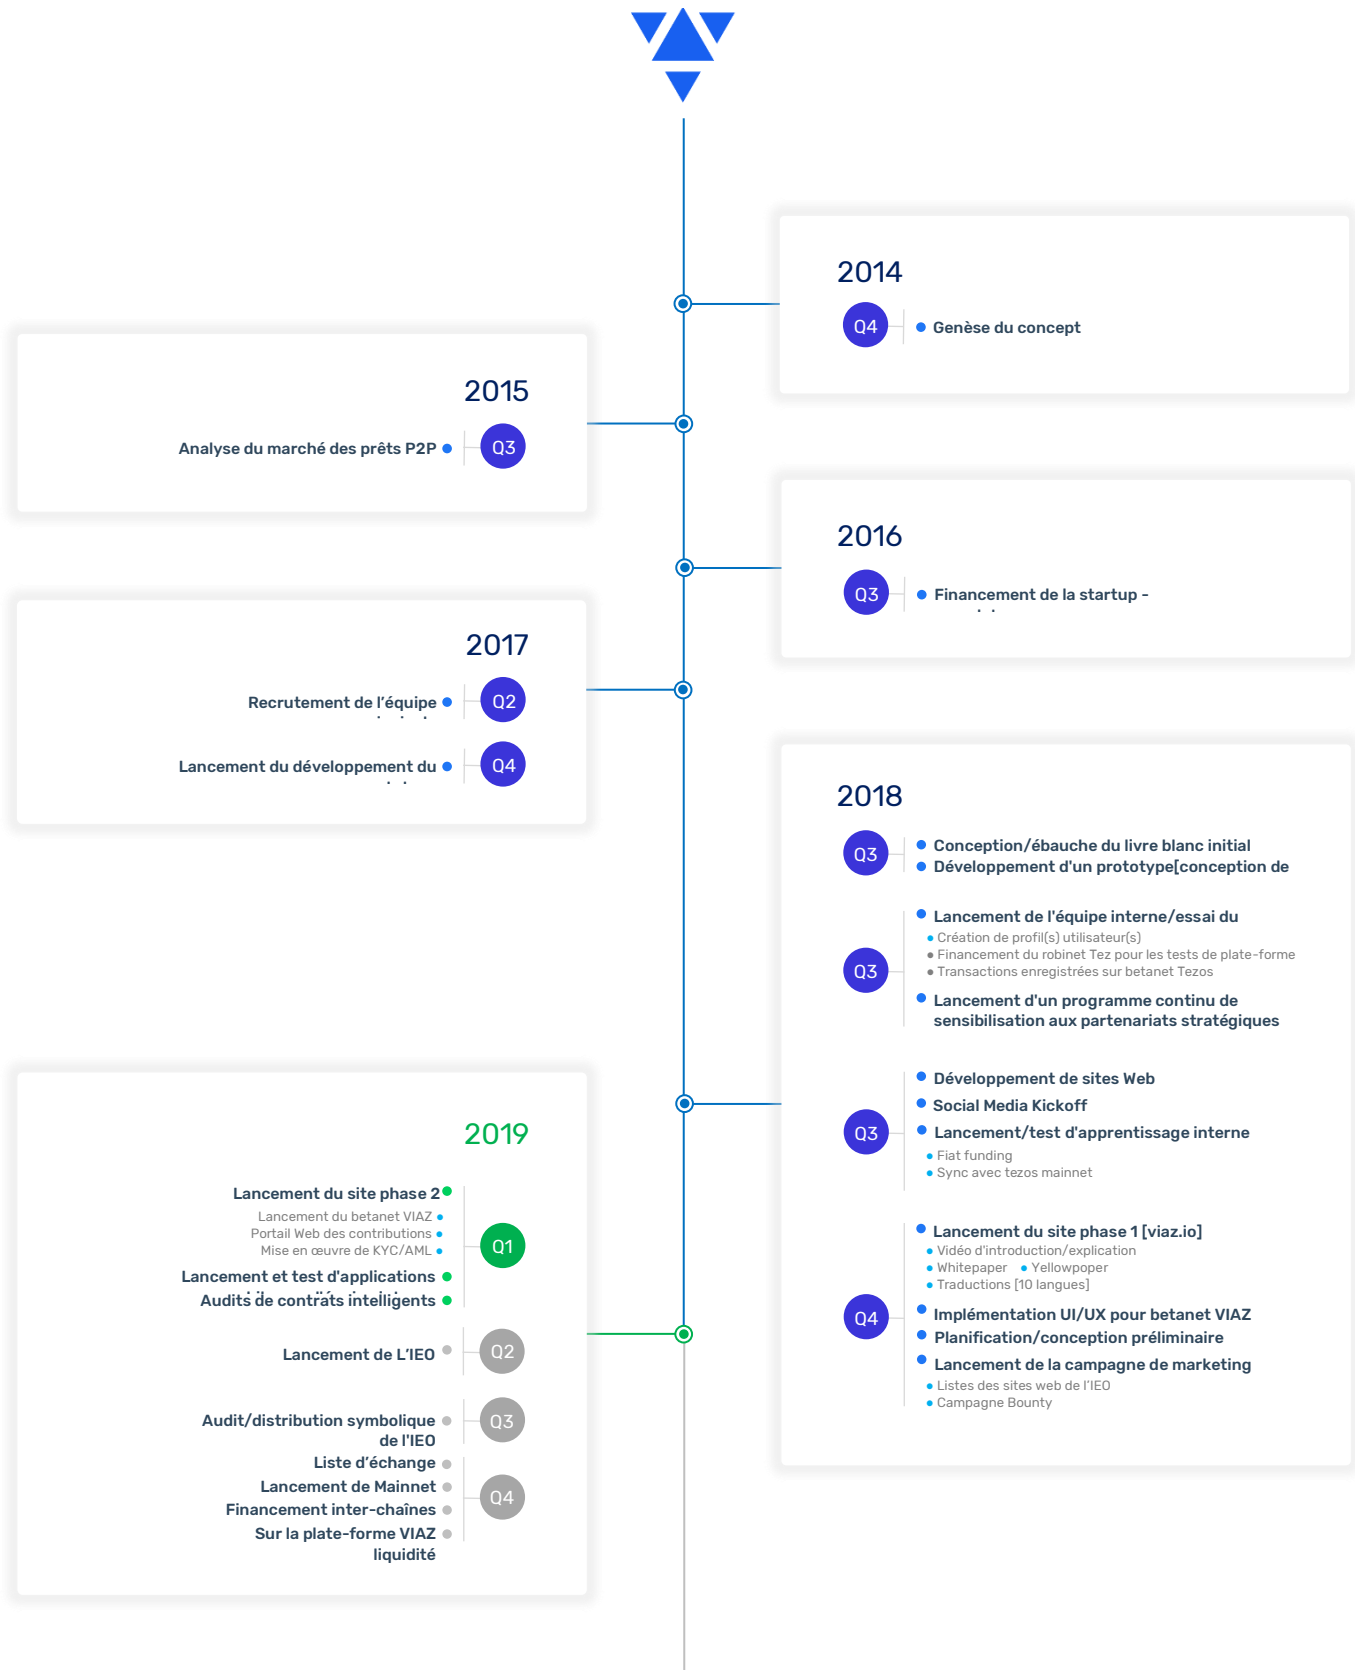 2014
Q4
Genèse du concept
2015
Analyse du marché des prêts P2P
Q3
2016
Q3
Financement de la startup -
2017
Recrutement de l’équipe
Q2
Lancement du développement du
Q4
2018
Q3
Conception/ébauche du livre blanc initial
Développement d'un prototype[conception de
Q3
Lancement de l'équipe interne/essai du
Création de profil(s) utilisateur(s)
Financement du robinet Tez pour les tests de plate-forme
Transactions enregistrées sur betanet Tezos
Lancement d'un programme continu de
sensibilisation aux partenariats stratégiques
Q3
Développement de sites Web
Social Media Kickoff
Lancement/test d'apprentissage interne
Fiat funding
Sync avec tezos mainnet
Q4
Lancement du site phase 1 [viaz.io]
Vidéo d'introduction/explication
Whitepaper Yellowpoper
Traductions [10 langues]
Implémentation UI/UX pour betanet VIAZ
Planification/conception préliminaire
Lancement de la campagne de marketing
Listes des sites web de l’IEO
Campagne Bounty
2019
Q1
Lancement du site phase 2
Lancement du betanet VIAZ
Portail Web des contributions
Mise en œuvre de KYC/AML
Lancement et test d'applications
Audits de contrats intelligents
Q2
Lancement de L’IEO
Q3
Audit/distribution symbolique
de l'IEO
Q4
Liste d’échange
Lancement de Mainnet
Financement inter-chaînes
Sur la plate-forme VIAZ
liquidité